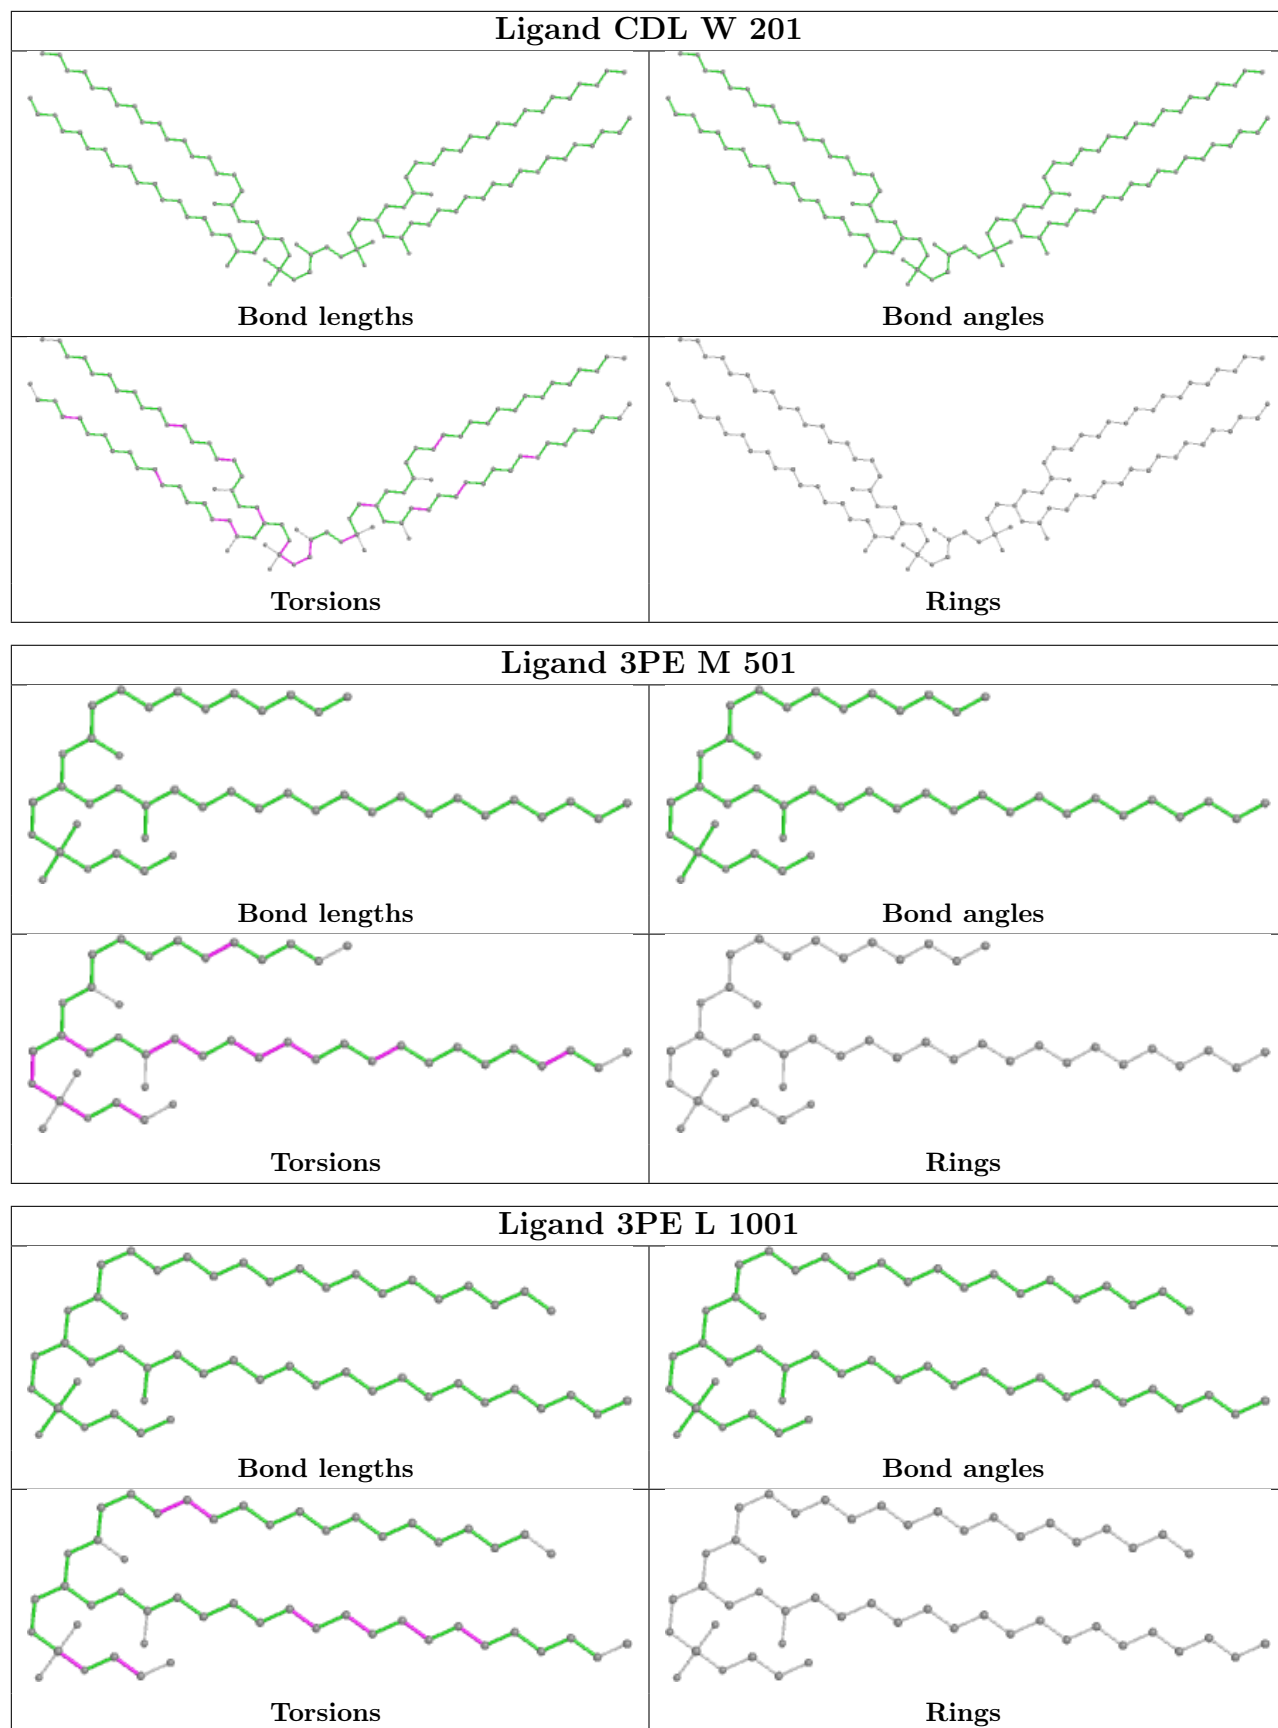 Ligand CDL W 201
Bond lengths
Bond angles
Torsions
Rings
Ligand 3PE M 501
Bond lengths
Bond angles
Torsions
Rings
Ligand 3PE L 1001
Bond lengths
Bond angles
Torsions
Rings